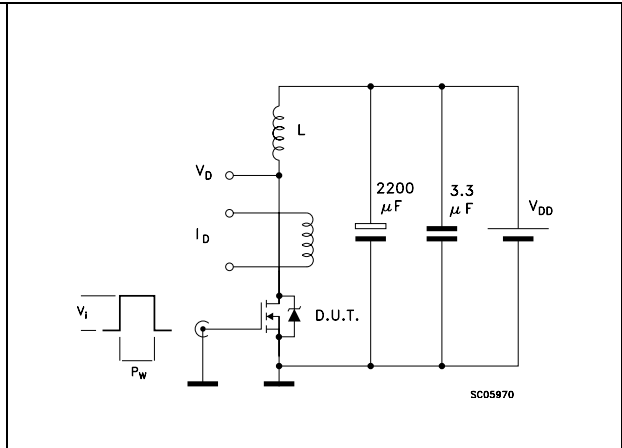 L
V_D
2200 μF
3.3 μF
V_DD
I_D
V_i
D.U.T.
P_W
SC05970